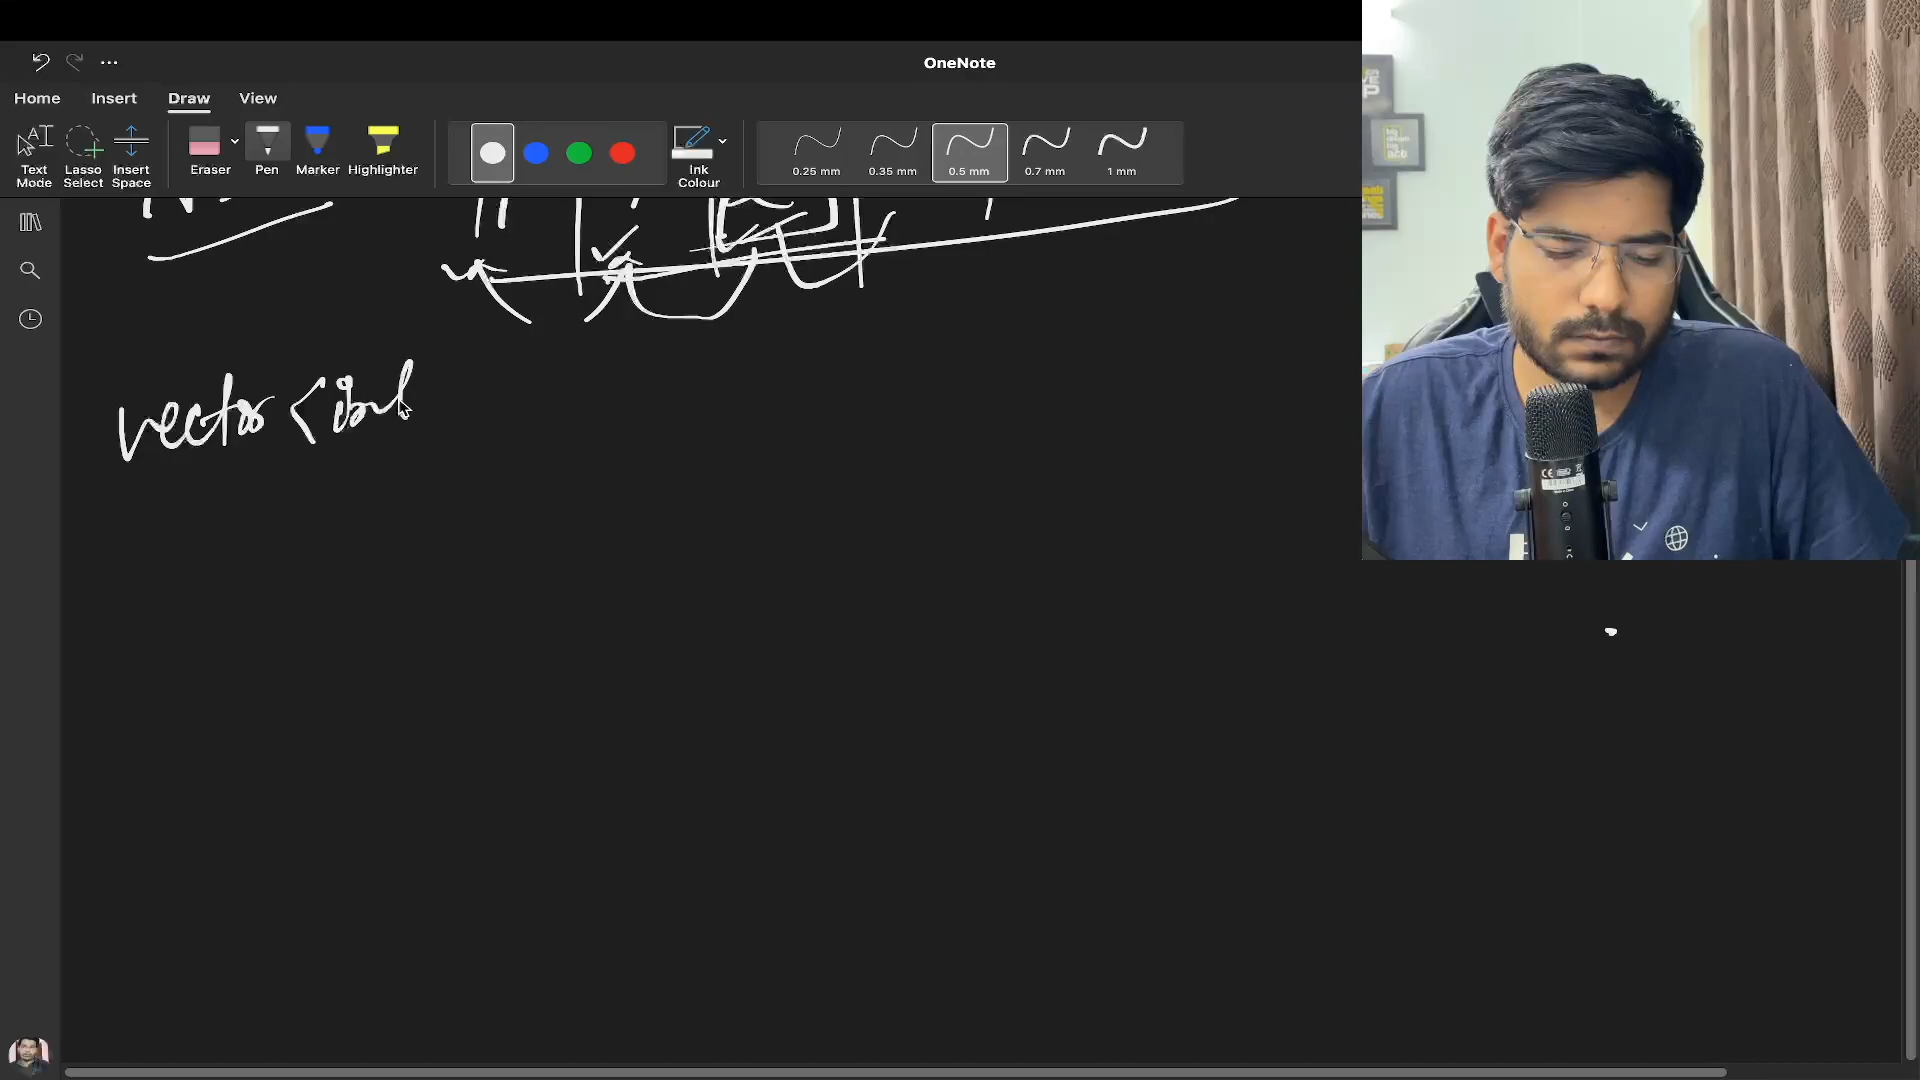 OneNote
Home Insert Draw View
Text Mode
Lasso Select
Insert Space
Eraser
Pen
Marker
Highlighter
Ink Colour
0.25 mm
0.35 mm
0.5 mm
0.7 mm
1 mm
vector <int